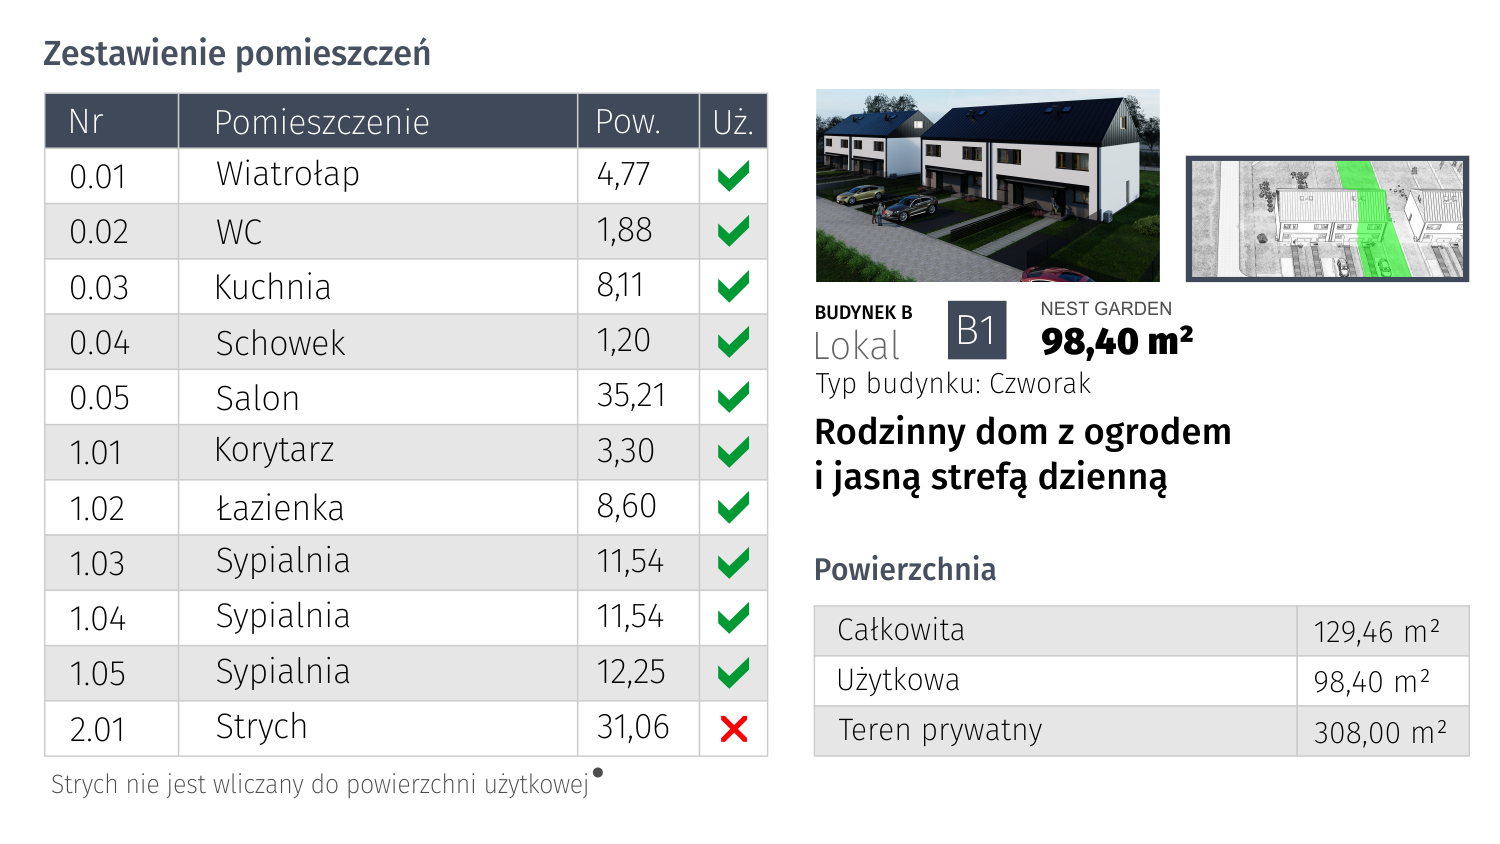 Zestawienie pomieszczeń
Nr Pomieszczenie Pow. Uż.
0.01 Wiatrołap 4,77
0.02 WC 1,88
0.03 Kuchnia 8,11
0.04 Schowek 1,20
0.05 Salon 35,21
1.01 Korytarz 3,30
1.02 Łazienka 8,60
1.03 Sypialnia 11,54
1.04 Sypialnia 11,54
1.05 Sypialnia 12,25
2.01 Strych 31,06
Strych nie jest wliczany do powierzchni użytkowej
BUDYNEK B
Lokal
B1
NEST GARDEN
98,40 m²
Typ budynku: Czworak
Rodzinny dom z ogrodem
i jasną strefą dzienną
Powierzchnia
Całkowita 129,46 m²
Użytkowa 98,40 m²
Teren prywatny 308,00 m²